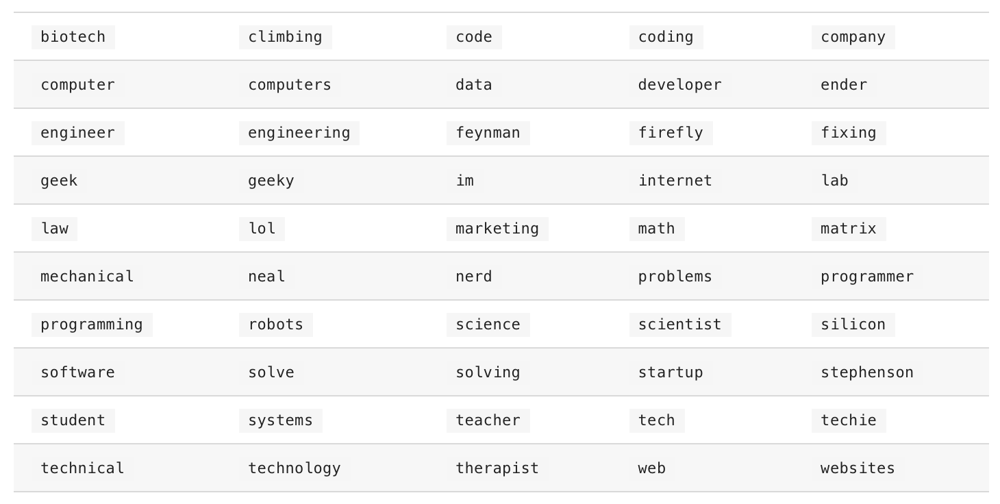 biotech climbing code coding company
computer computers data developer ender
engineer engineering feynman firefly fixing
geek geeky im internet lab
law lol marketing math matrix
mechanical neal nerd problems programmer
programming robots science scientist silicon
software solve solving startup stephenson
student systems teacher tech techie
technical technology therapist web websites